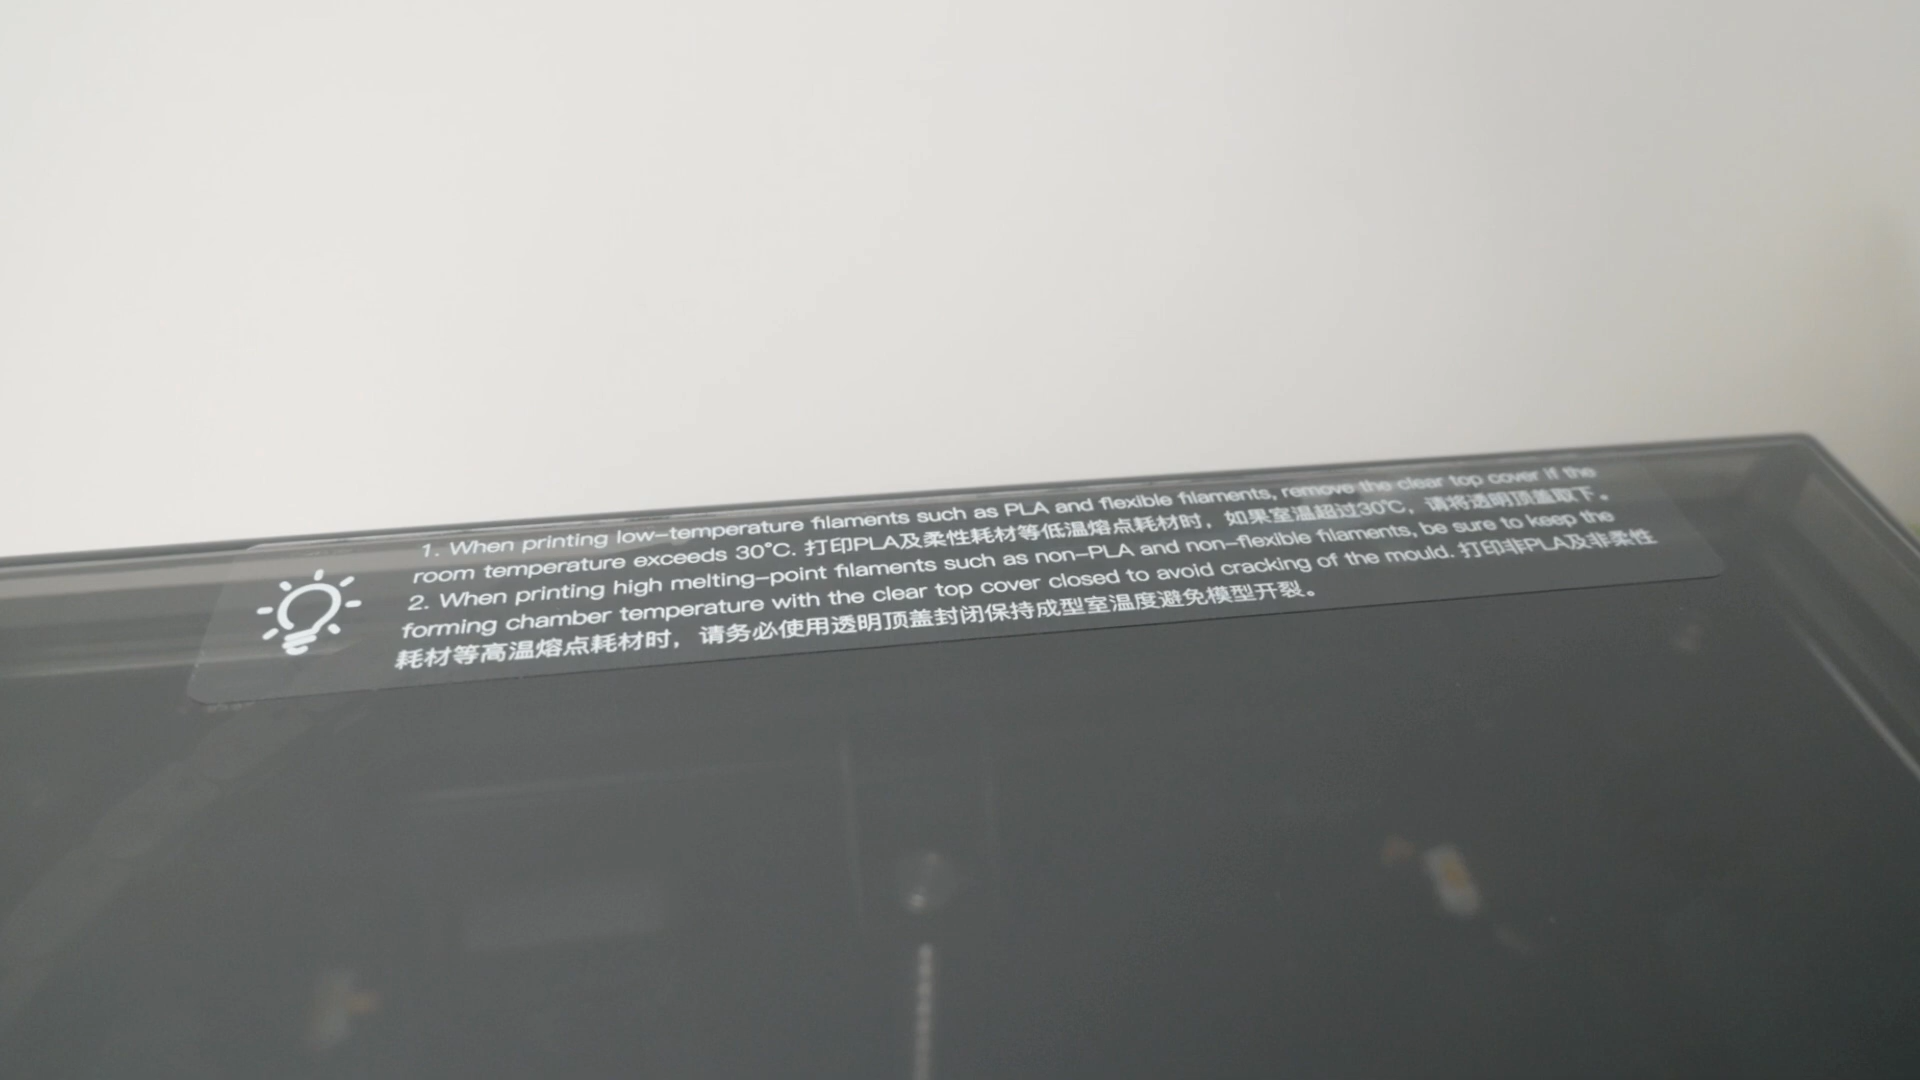 1. When printing low-temperature filaments such as PLA and flexible filaments, remove the clear top cover if the
room temperature exceeds 30°C. 打印PLA及柔性耗材等低温熔点耗材时，如果室温超过30°C，请将透明顶盖取下。
2. When printing high melting-point filaments such as non-PLA and non-flexible filaments, be sure to keep the
forming chamber temperature with the clear top cover closed to avoid cracking of the mould. 打印非PLA及非柔性
耗材等高温熔点耗材时，请务必使用透明顶盖封闭保持成型室温度避免模型开裂。